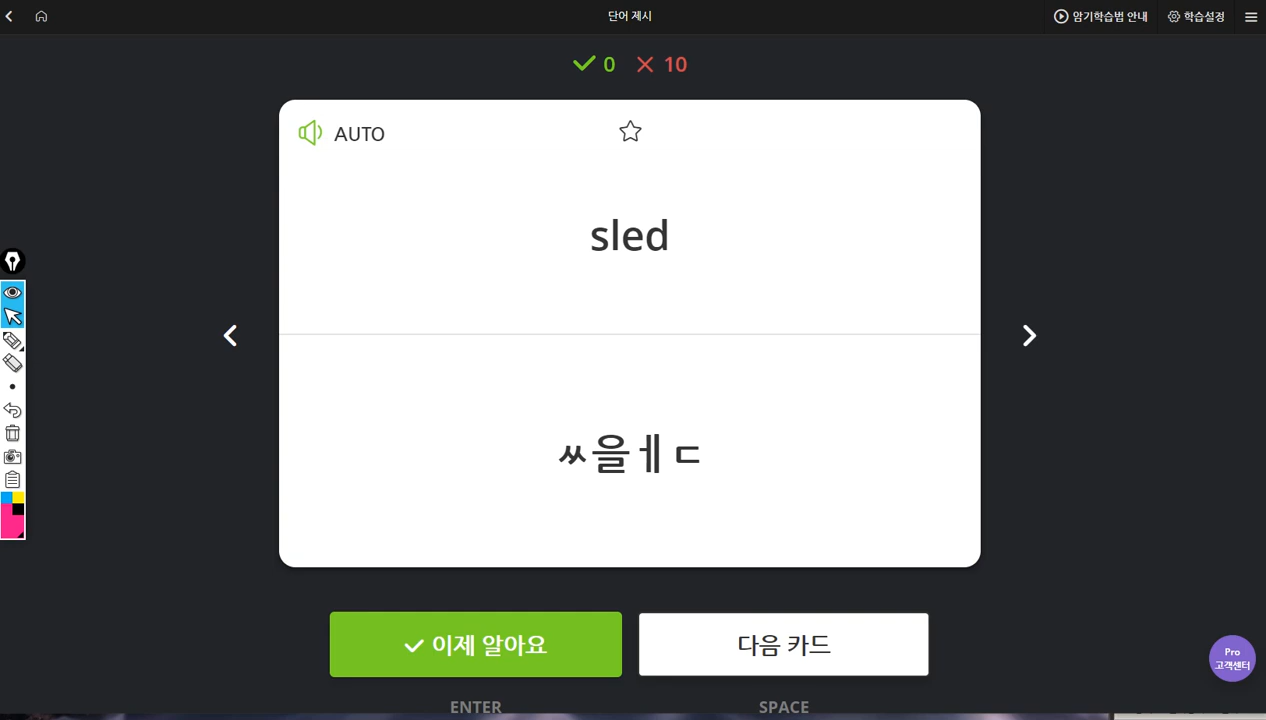 단어 제시
암기학습법 안내
학습설정
0
10
AUTO
sled
ㅆ을ㅔㄷ
이제 알아요
다음 카드
Pro
고객센터
ENTER
SPACE